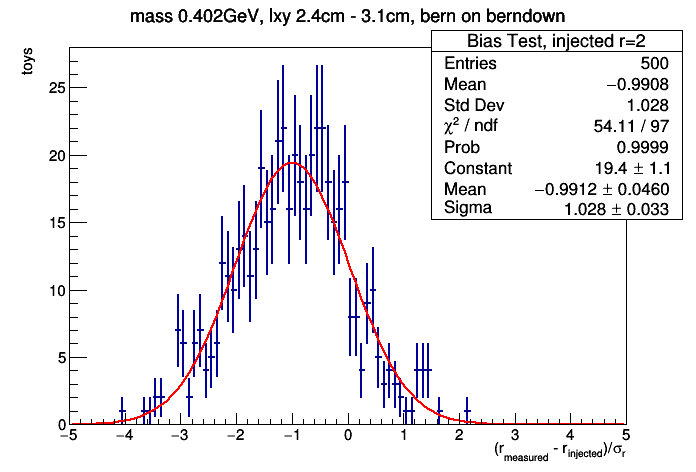 mass 0.402GeV, lxy 2.4cm - 3.1cm, bern on berndown
Bias Test, injected r=2
Entries 500
Mean −0.9908
Std Dev 1.028
χ² / ndf 54.11 / 97
Prob 0.9999
Constant 19.4 ± 1.1
Mean −0.9912 ± 0.0460
Sigma 1.028 ± 0.033
toys
25
20
15
10
5
0
−5 −4 −3 −2 −1 0 1 2 3 4 5
(r_measured - r_injected)/σ_r